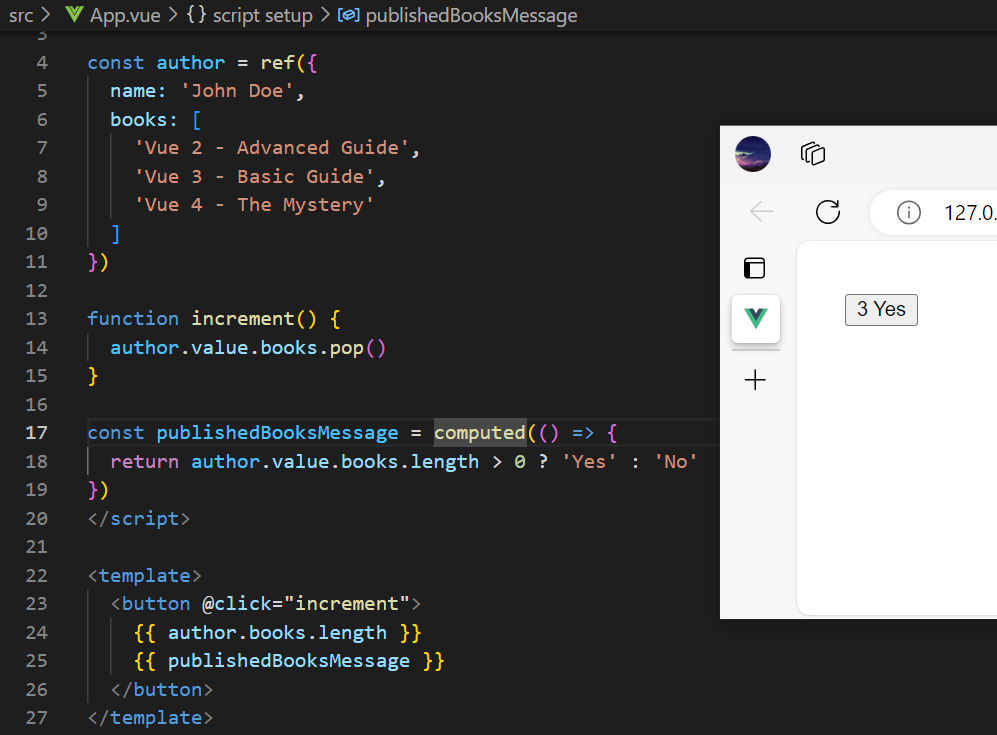 src > App.vue > {} script setup > publishedBooksMessage
3
4 const author = ref({
5 name: 'John Doe',
6 books: [
7 'Vue 2 - Advanced Guide',
8 'Vue 3 - Basic Guide',
9 'Vue 4 - The Mystery'
10 ]
11 })
12
13 function increment() {
14 author.value.books.pop()
15 }
16
17 const publishedBooksMessage = computed(() => {
18 return author.value.books.length > 0 ? 'Yes' : 'No'
19 })
20 </script>
21
22 <template>
23 <button @click="increment">
24 {{ author.books.length }}
25 {{ publishedBooksMessage }}
26 </button>
27 </template>
127.0.
3 Yes